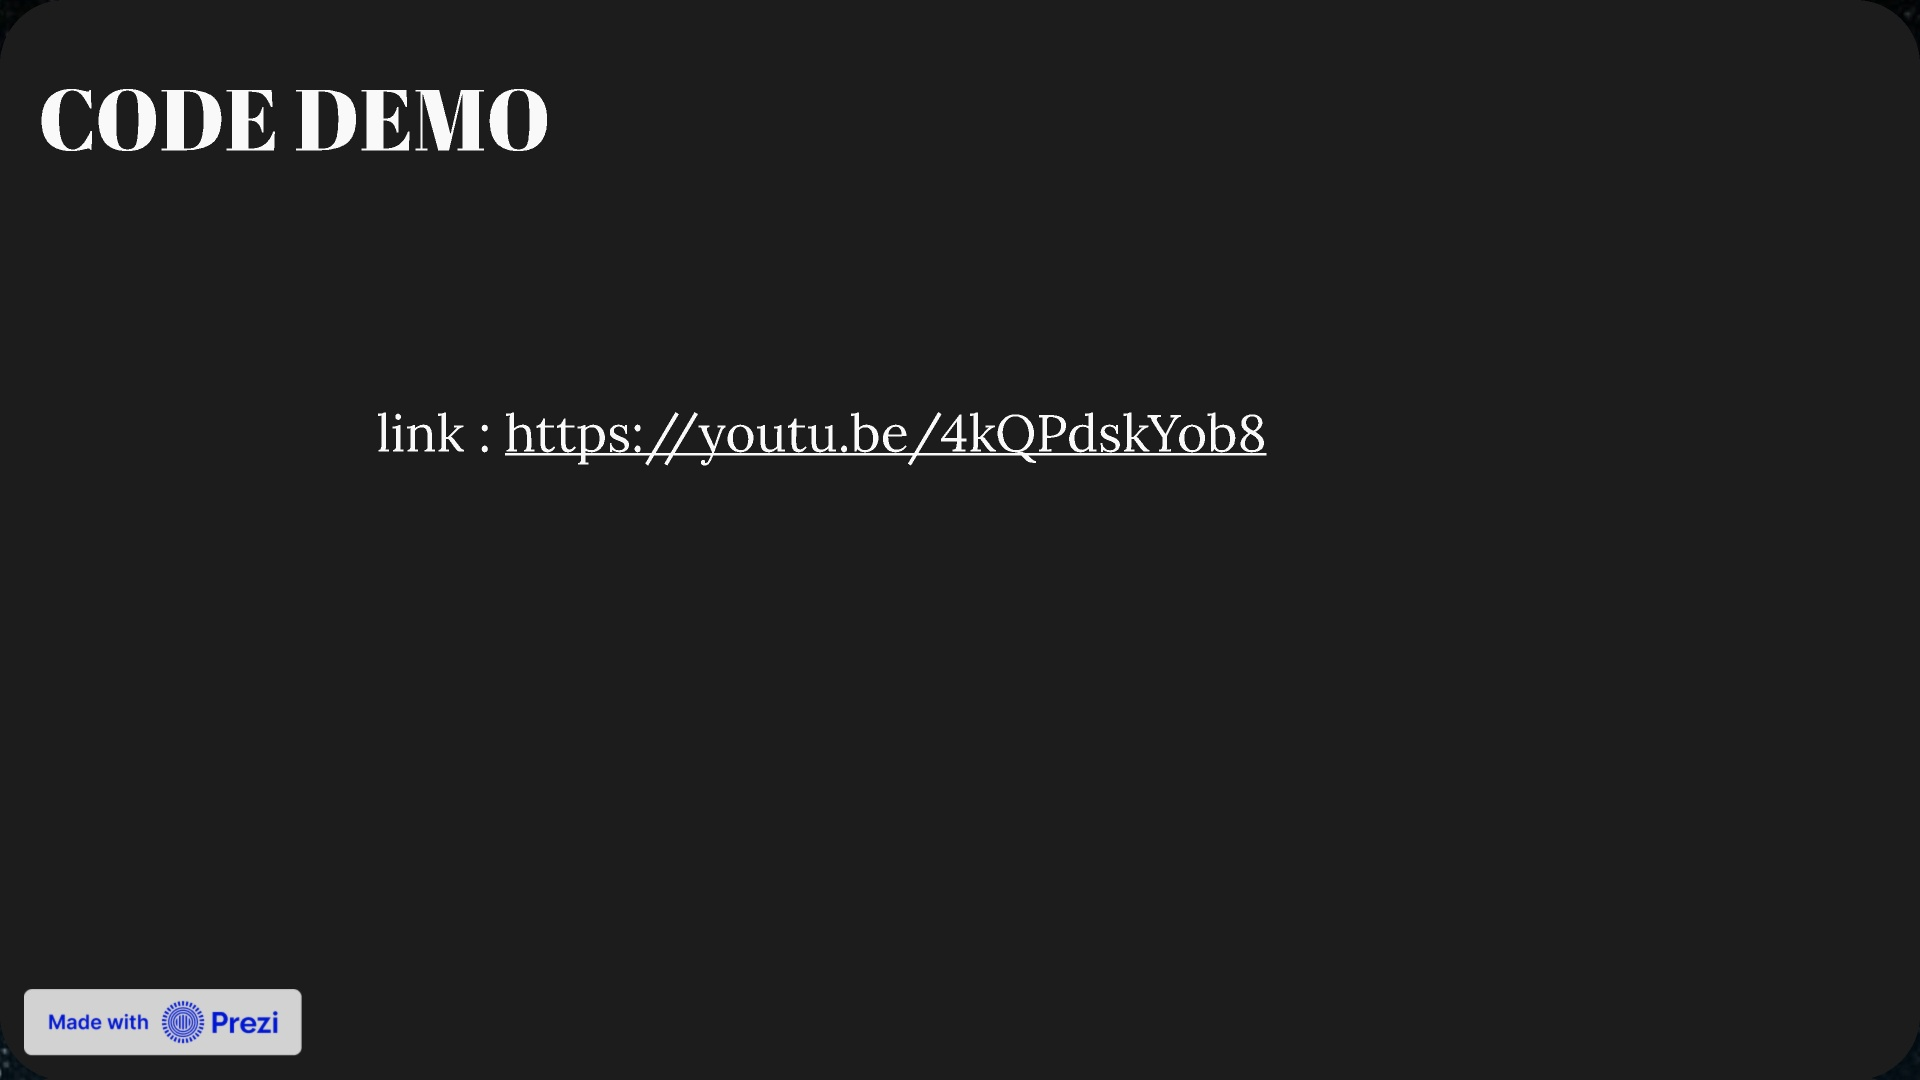 CODE DEMO
link : https://youtu.be/4kQPdskYob8
Made with Prezi